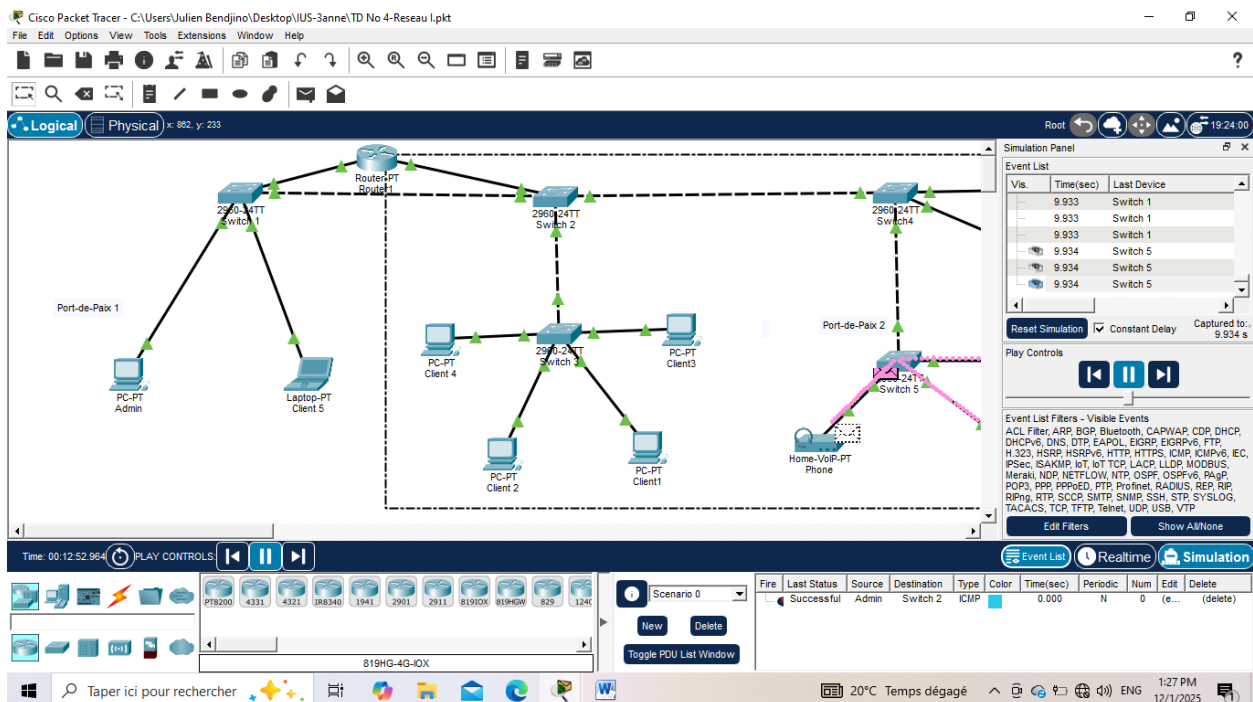 Cisco Packet Tracer - C:\Users\Julien Bendjino\Desktop\IUS-3anne\TD No 4-Reseau I.pkt
File Edit Options View Tools Extensions Window Help
?
Logical Physical x: 862, y: 233 Root 19:24:00
Simulation Panel
Event List
Vis. Time(sec) Last Device
9.933 Switch 1
9.933 Switch 1
9.933 Switch 1
9.934 Switch 5
9.934 Switch 5
9.934 Switch 5
Reset Simulation Constant Delay Captured to:
9.934 s
Play Controls
Event List Filters - Visible Events
ACL Filter, ARP, BGP, Bluetooth, CAPWAP, CDP, DHCP,
DHCPv6, DNS, DTP, EAPOL, EIGRP, EIGRPv6, FTP,
H.323, HSRP, HSRPv6, HTTP, HTTPS, ICMP, ICMPv6, IEC,
IPSec, ISAKMP, IoT, IoT TCP, LACP, LLDP, MODBUS,
Meraki, NDP, NETFLOW, NTP, OSPF, OSPFv6, PAgP,
POP3, PPP, PPPoED, PTP, Profinet, RADIUS, REP, RIP,
RIPng, RTP, SCCP, SMTP, SNMP, SSH, STP, SYSLOG,
TACACS, TCP, TFTP, Telnet, UDP, USB, VTP
Edit Filters Show All/None
Router-PT
Router1
2960-24TT
Switch 1
2960-24TT
Switch 2
2960-24TT
Switch4
Port-de-Paix 1
Port-de-Paix 2
PC-PT
Client 4
2960-24TT
Switch 3
PC-PT
Client3
2960-24TT
Switch 5
PC-PT
Admin
Laptop-PT
Client 5
PC-PT
Client 2
PC-PT
Client1
Home-VoIP-PT
Phone
Time: 00:12:52.964 PLAY CONTROLS: Event List Realtime Simulation
PT8200 4331 4321 IR8340 1941 2901 2911 819IOX 819HGW 829 1240
819HG-4G-IOX
Scenario 0
New Delete
Toggle PDU List Window
Fire Last Status Source Destination Type Color Time(sec) Periodic Num Edit Delete
Successful Admin Switch 2 ICMP 0.000 N 0 (e... (delete)
Taper ici pour rechercher 20°C Temps dégagé ENG 1:27 PM
12/1/2025